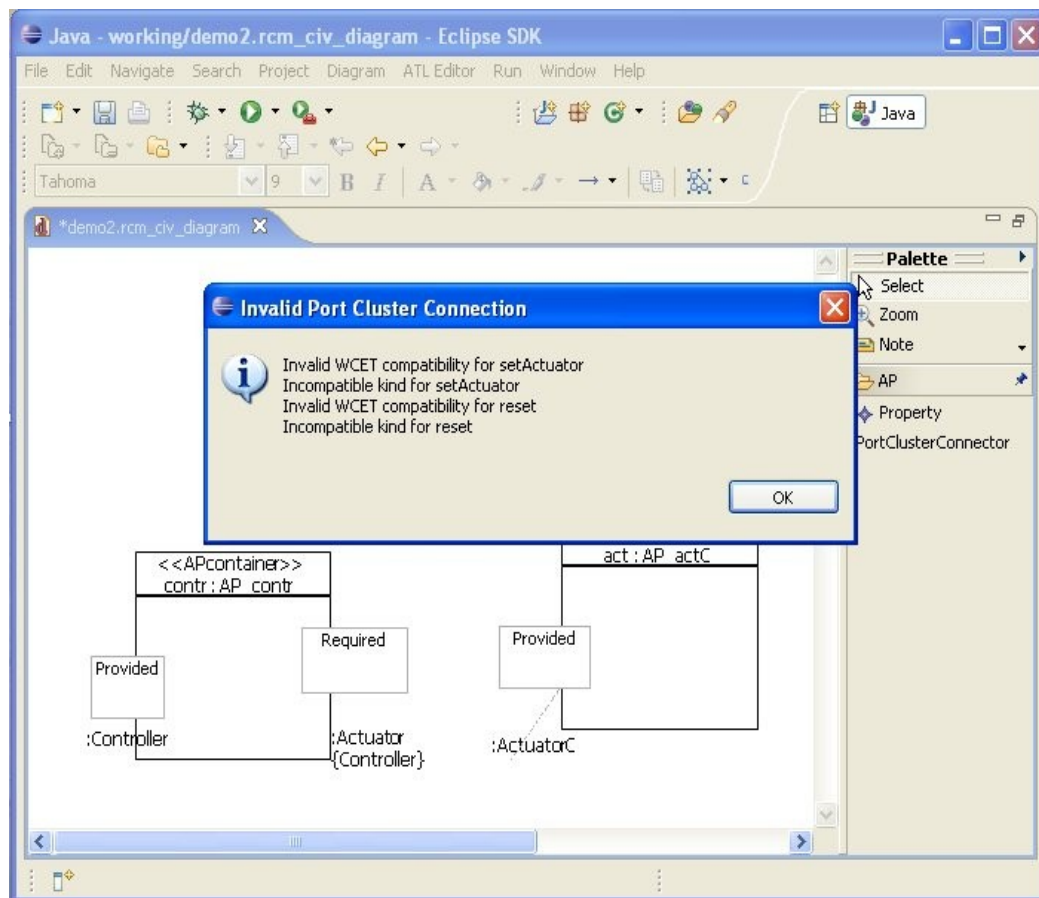 Java - working/demo2.rcm_civ_diagram - Eclipse SDK
File Edit Navigate Search Project Diagram ATL Editor Run Window Help
Java
Tahoma 9 B I A
*demo2.rcm_civ_diagram
Palette
Select
Zoom
Note
AP
Property
PortClusterConnector
Invalid Port Cluster Connection
Invalid WCET compatibility for setActuator
Incompatible kind for setActuator
Invalid WCET compatibility for reset
Incompatible kind for reset
OK
<<APcontainer>>
contr : AP_contr
act : AP_actC
Required
Provided
Provided
:Controller
:Actuator
{Controller}
:ActuatorC